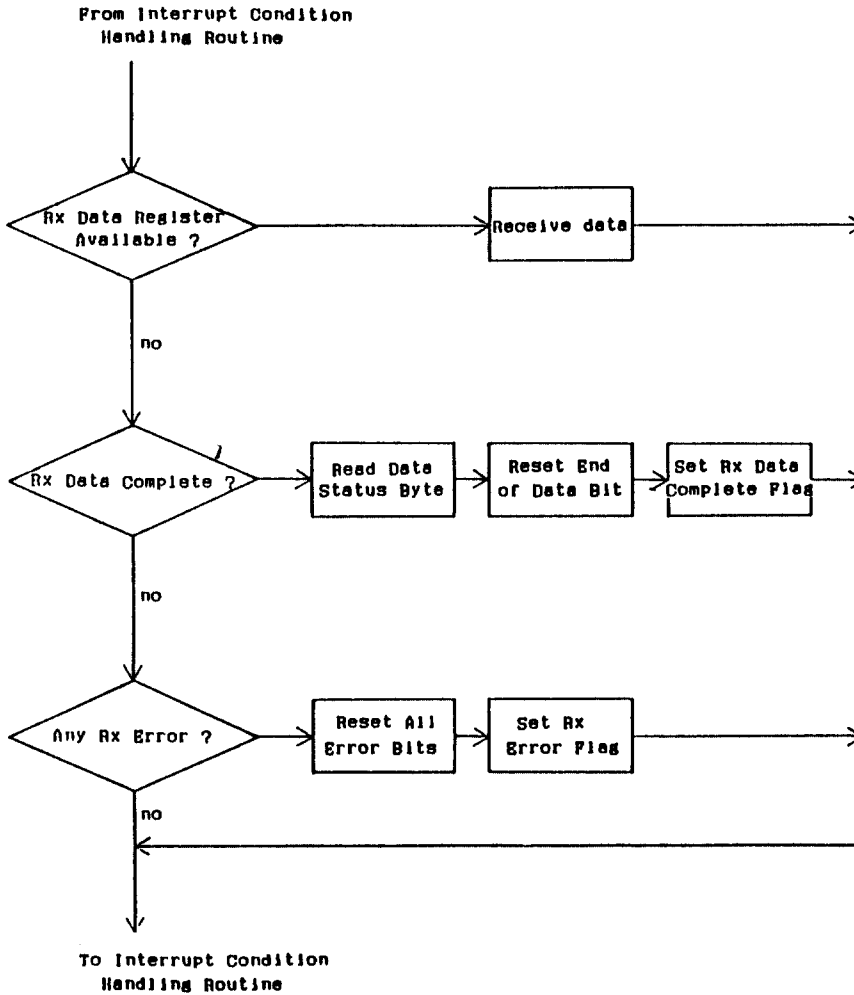 From Interrupt Condition
Handling Routine
Rx Data Register
Available ?
Receive data
no
Rx Data Complete ?
Read Data
Status Byte
Reset End
of Data Bit
Set Rx Data
Complete Flag
no
Any Rx Error ?
Reset All
Error Bits
Set Rx
Error Flag
no
To Interrupt Condition
Handling Routine